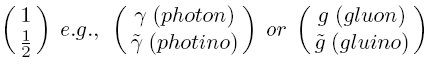 ( 1 ) e.g., ( γ (photon) ) or ( g (gluon) )
( 1/2 ) ( γ̃ (photino) ) ( g̃ (gluino) )